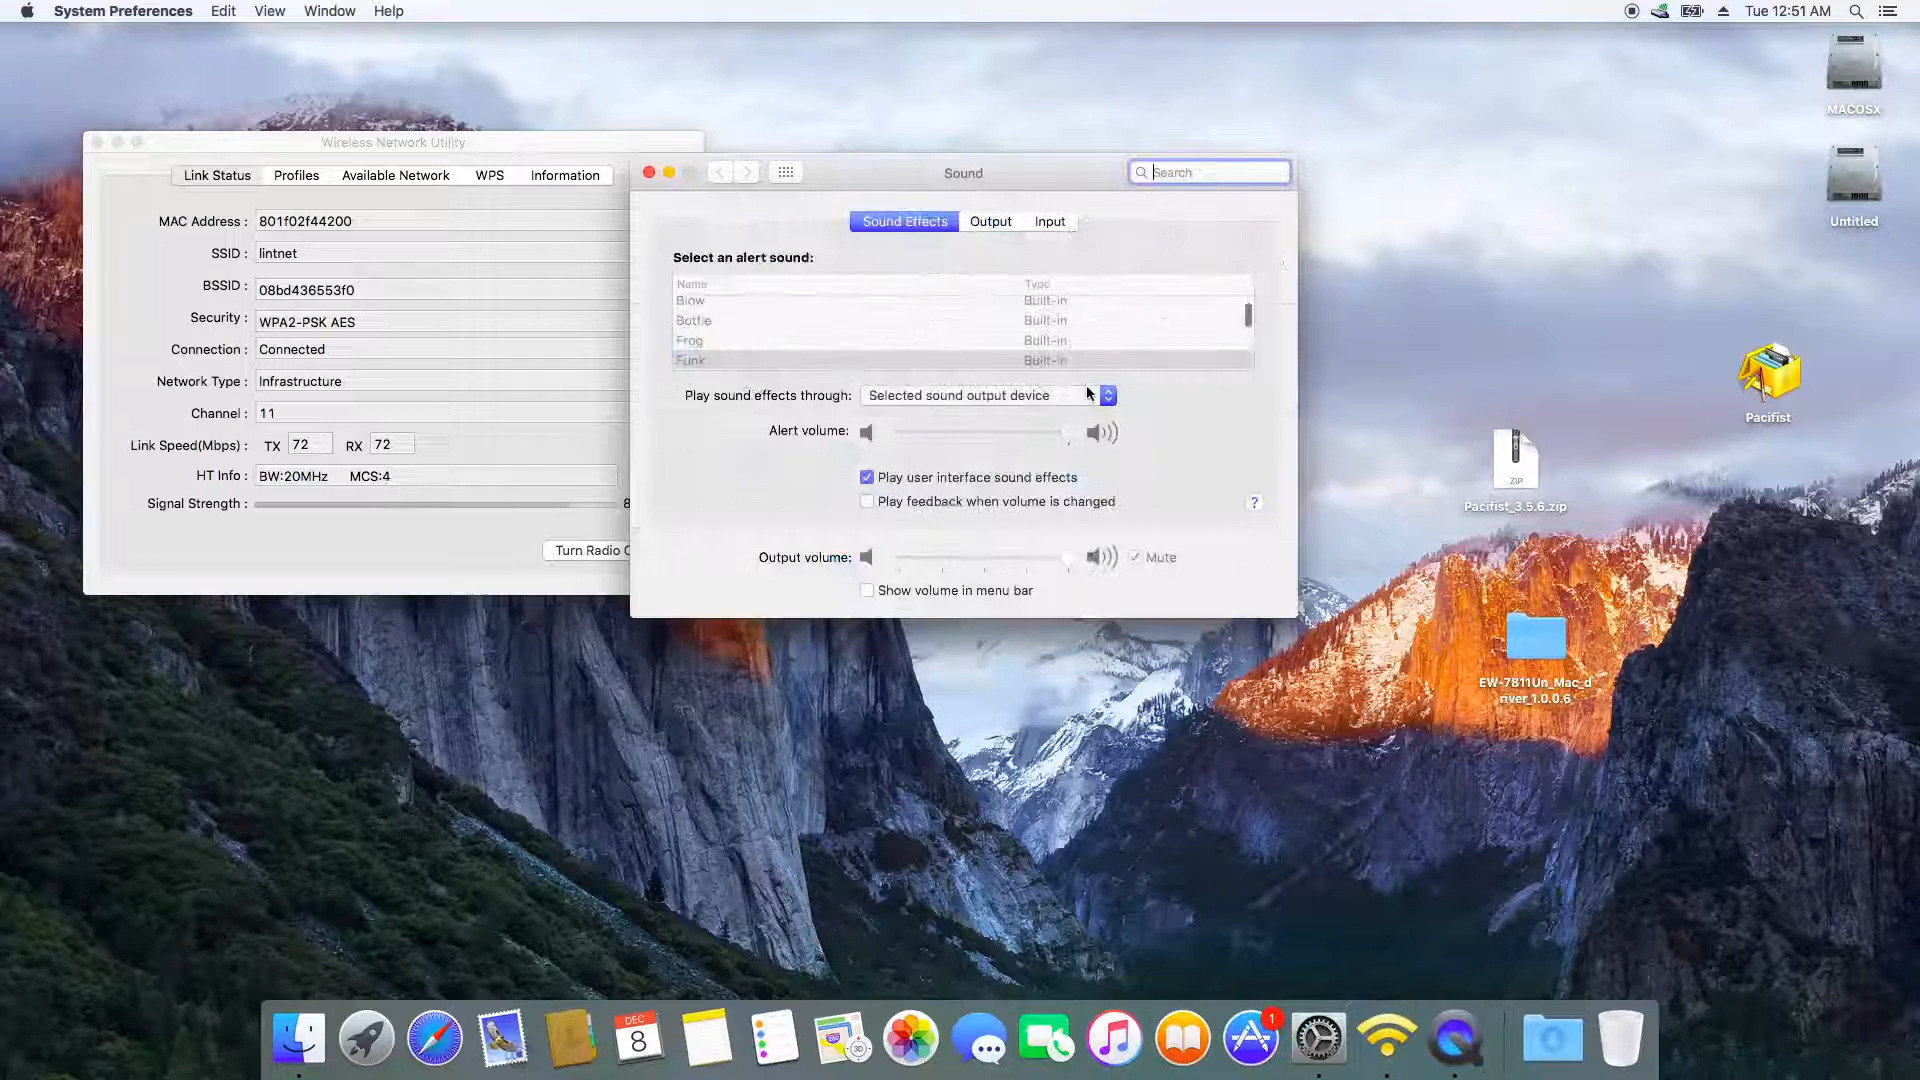 System Preferences Edit View Window Help
Tue 12:51 AM
MACOSX
Untitled
Pacifist
ZIP
Pacifist_3.5.6.zip
EW-7811Un_Mac_d
river_1.0.0.6
Wireless Network Utility
Link Status Profiles Available Network WPS Information
MAC Address : 801f02f44200
SSID : lintnet
BSSID : 08bd436553f0
Security : WPA2-PSK AES
Connection : Connected
Network Type : Infrastructure
Channel : 11
Link Speed(Mbps) : TX 72 RX 72
HT Info : BW:20MHz MCS:4
Signal Strength : 8
Turn Radio O
Sound
Search
Sound Effects Output Input
Select an alert sound:
Name Type
Blow Built-in
Bottle Built-in
Frog Built-in
Funk Built-in
Play sound effects through: Selected sound output device
Alert volume:
Play user interface sound effects
Play feedback when volume is changed
?
Output volume: Mute
Show volume in menu bar
DEC
8
3D
1